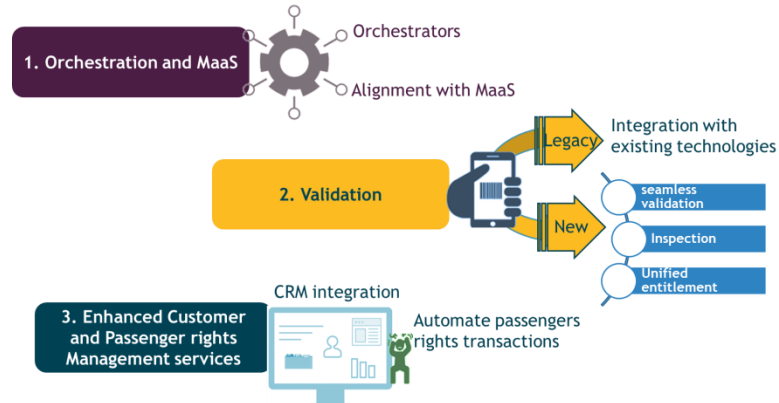 Orchestrators
1. Orchestration and MaaS
Alignment with MaaS
Legacy
Integration with
existing technologies
2. Validation
New
seamless
validation
Inspection
Unified
entitlement
CRM integration
3. Enhanced Customer
and Passenger rights
Management services
Automate passengers
rights transactions